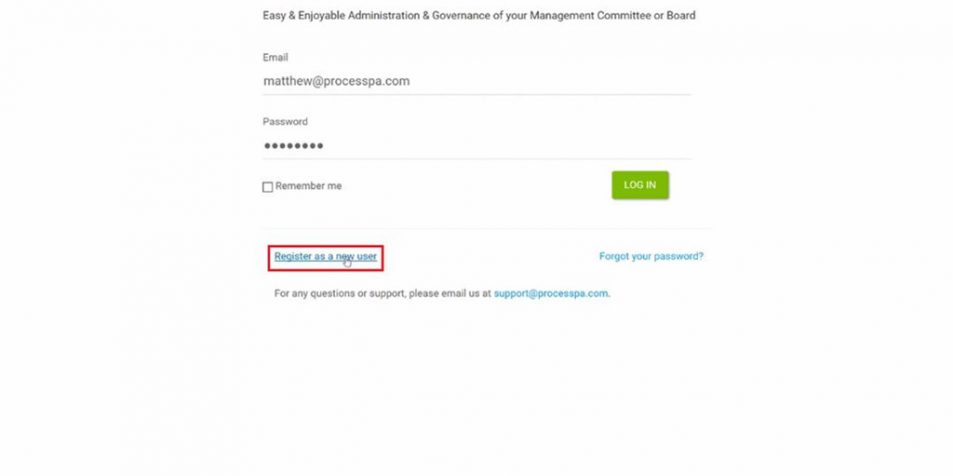 Easy & Enjoyable Administration & Governance of your Management Committee or Board
Email
matthew@processpa.com
Password
••••••••
Remember me
LOG IN
Register as a new user
Forgot your password?
For any questions or support, please email us at support@processpa.com.